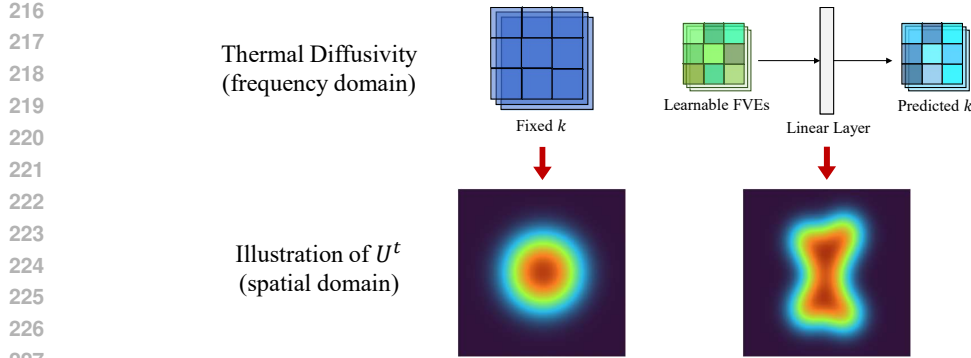 216
217
218
219
220
221
222
223
224
225
226
Thermal Diffusivity
(frequency domain)
Fixed k
Learnable FVEs
Linear Layer
Predicted k
Illustration of U^t
(spatial domain)